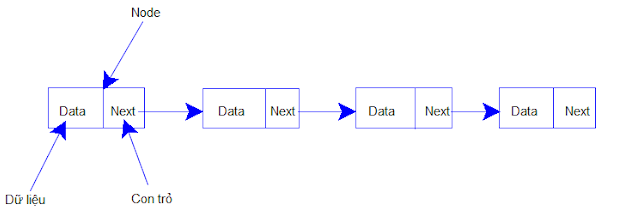 Node
Data Next Data Next Data Next Data Next
Dữ liệu Con trỏ